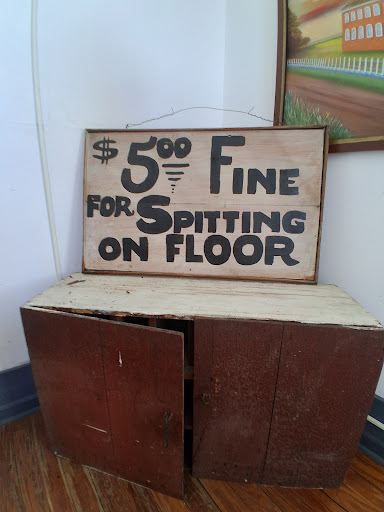 $5.00 Fine
FOR SPITTING
ON FLOOR